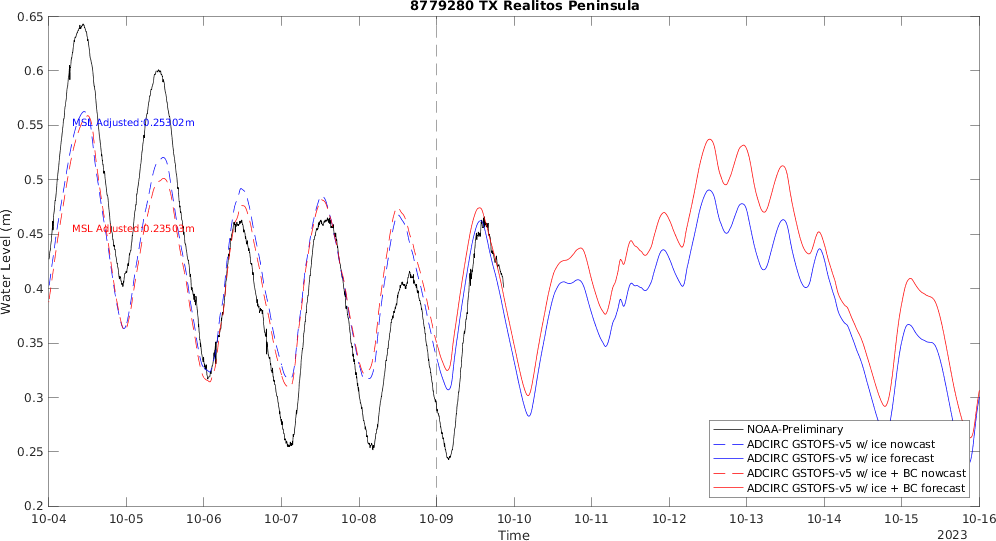 8779280 TX Realitos Peninsula
0.65
0.6
0.55
0.5
0.45
0.4
0.35
0.3
0.25
0.2
Water Level (m)
MSL Adjusted:0.25302m
MSL Adjusted:0.23503m
NOAA-Preliminary
ADCIRC GSTOFS-v5 w/ ice nowcast
ADCIRC GSTOFS-v5 w/ ice forecast
ADCIRC GSTOFS-v5 w/ ice + BC nowcast
ADCIRC GSTOFS-v5 w/ ice + BC forecast
10-04 10-05 10-06 10-07 10-08 10-09 10-10 10-11 10-12 10-13 10-14 10-15 10-16
Time
2023